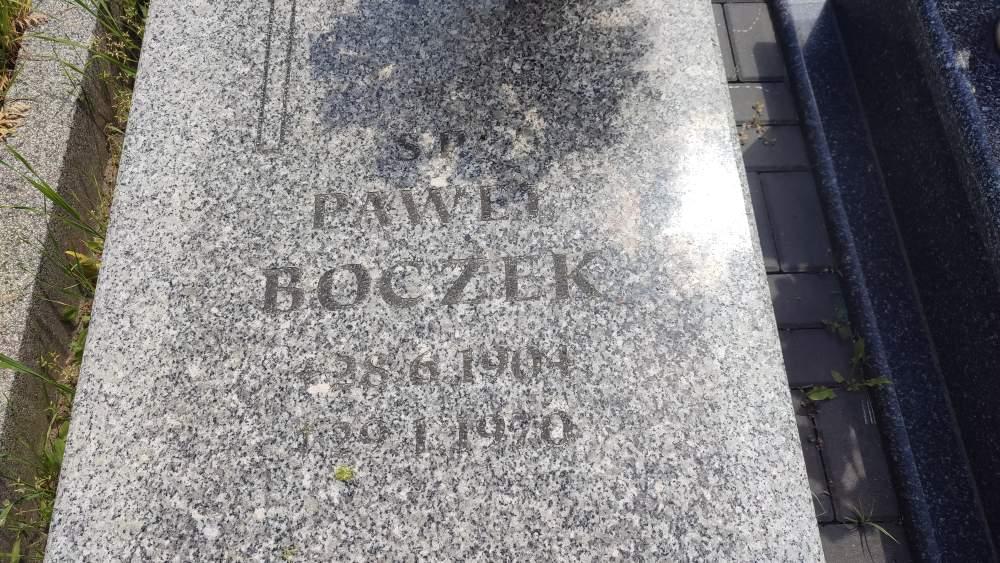 Ś.P.
PAWEŁ
BOCZEK
*28.6.1904
†29.1.1970